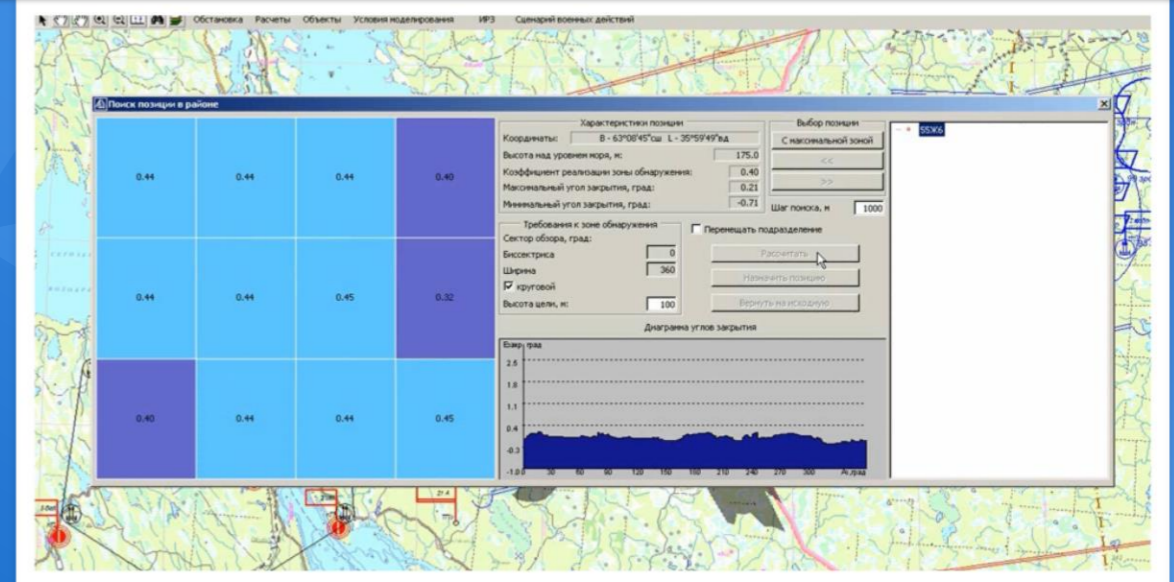 Обстановка Расчеты Объекты Условия моделирования ИРЗ Сценарий военных действий
Поиск позиции в районе
0.44 0.44 0.44 0.40
0.44 0.44 0.45 0.32
0.40 0.44 0.44 0.45
Характеристики позиции
Координаты: В - 63°08'45"сш L - 35°59'49"вд
Высота над уровнем моря, м: 175.0
Коэффициент реализации зоны обнаружения: 0.40
Максимальный угол закрытия, град: 0.21
Минимальный угол закрытия, град: -0.71
Выбор позиции
С максимальной зоной
<<
>>
Шаг поиска, м 1000
Требования к зоне обнаружения
Сектор обзора, град:
Биссектриса 0
Ширина 360
круговой
Высота цели, м: 100
Перемещать подразделение
Рассчитать
Назначить позицию
Вернуть на исходную
Диаграмма углов закрытия
Eзакр, град
2.5
1.8
1.1
0.4
-0.3
-1.0 0 30 60 90 120 150 180 210 240 270 300 Аз,град
55Ж6
21 А